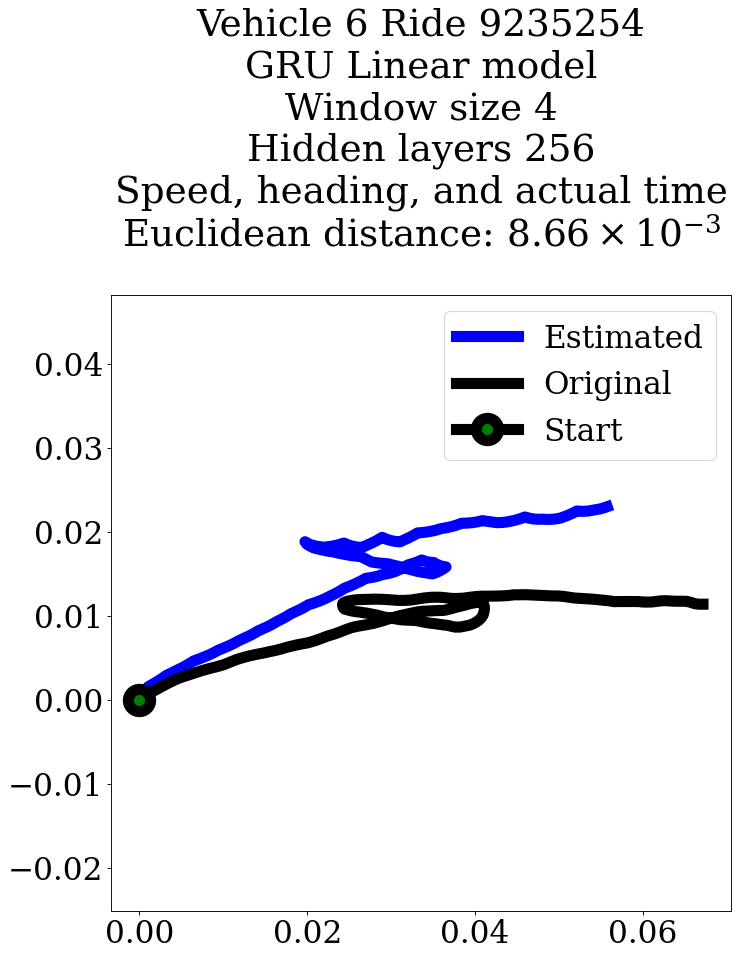 Vehicle 6 Ride 9235254
GRU Linear model
Window size 4
Hidden layers 256
Speed, heading, and actual time
Euclidean distance: 8.66 × 10⁻³
Estimated
Original
Start
0.04
0.03
0.02
0.01
0.00
−0.01
−0.02
0.00 0.02 0.04 0.06